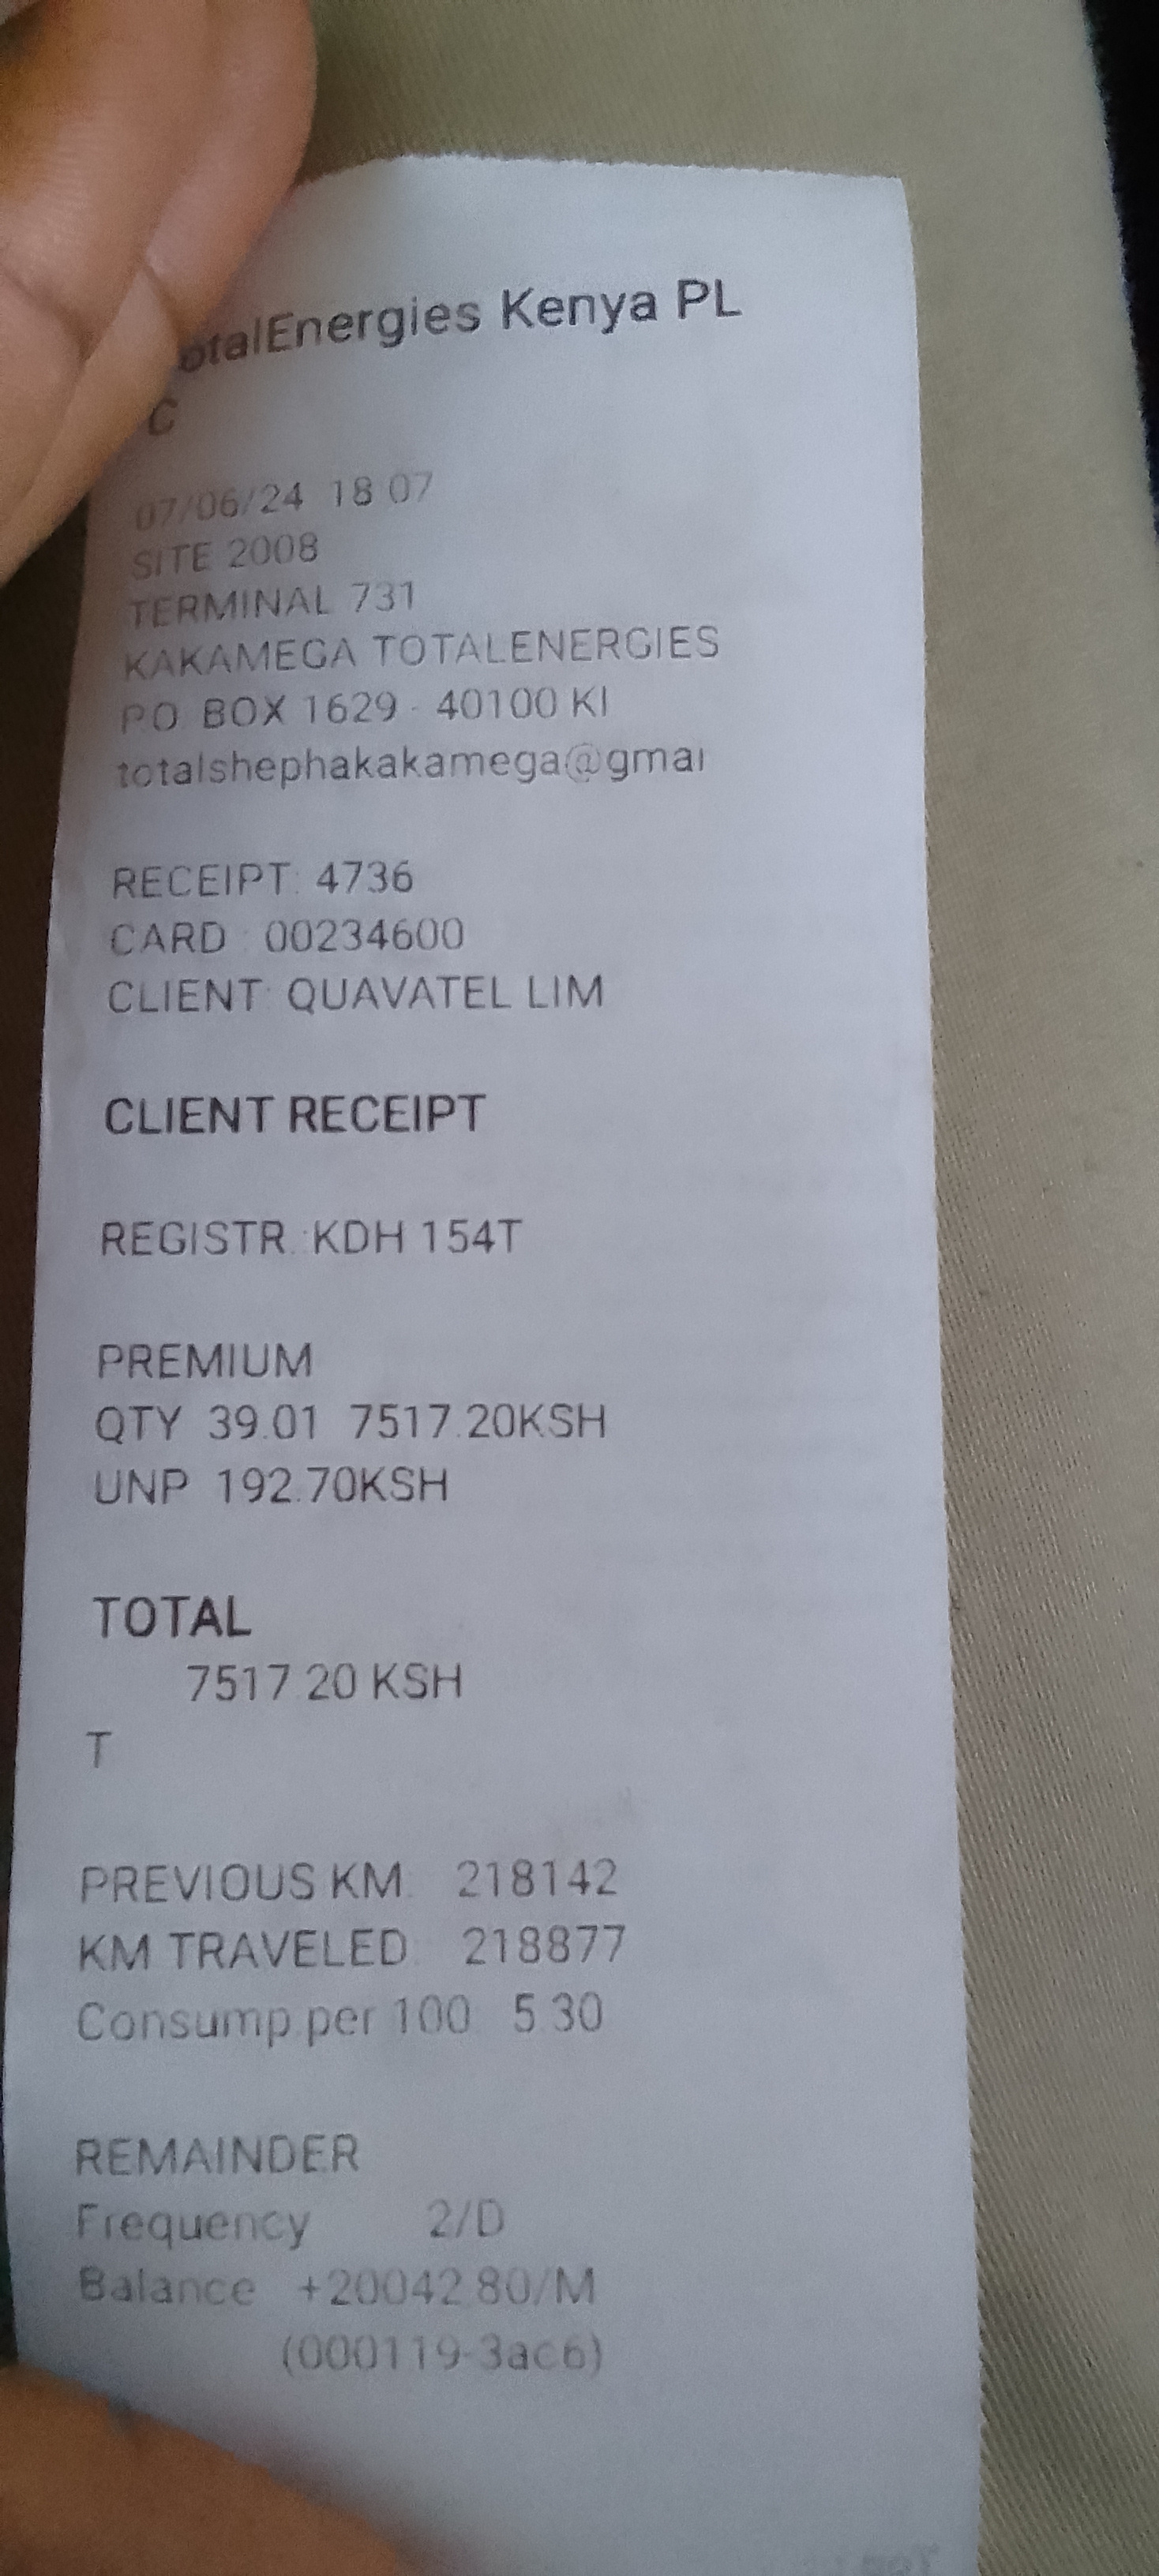 otalEnergies Kenya PL
C
07/06/24 18 07
SITE 2008
TERMINAL 731
KAKAMEGA TOTALENERGIES
P.O. BOX 1629 - 40100 KI
totalshephakakamega@gmai
RECEIPT: 4736
CARD : 00234600
CLIENT: QUAVATEL LIM
CLIENT RECEIPT
REGISTR.:KDH 154T
PREMIUM
QTY 39.01 7517.20KSH
UNP 192.70KSH
TOTAL
7517.20 KSH
T
PREVIOUS KM: 218142
KM TRAVELED: 218877
Consump.per 100 5.30
REMAINDER
Frequency 2/D
Balance +20042.80/M
(000119-3ac6)